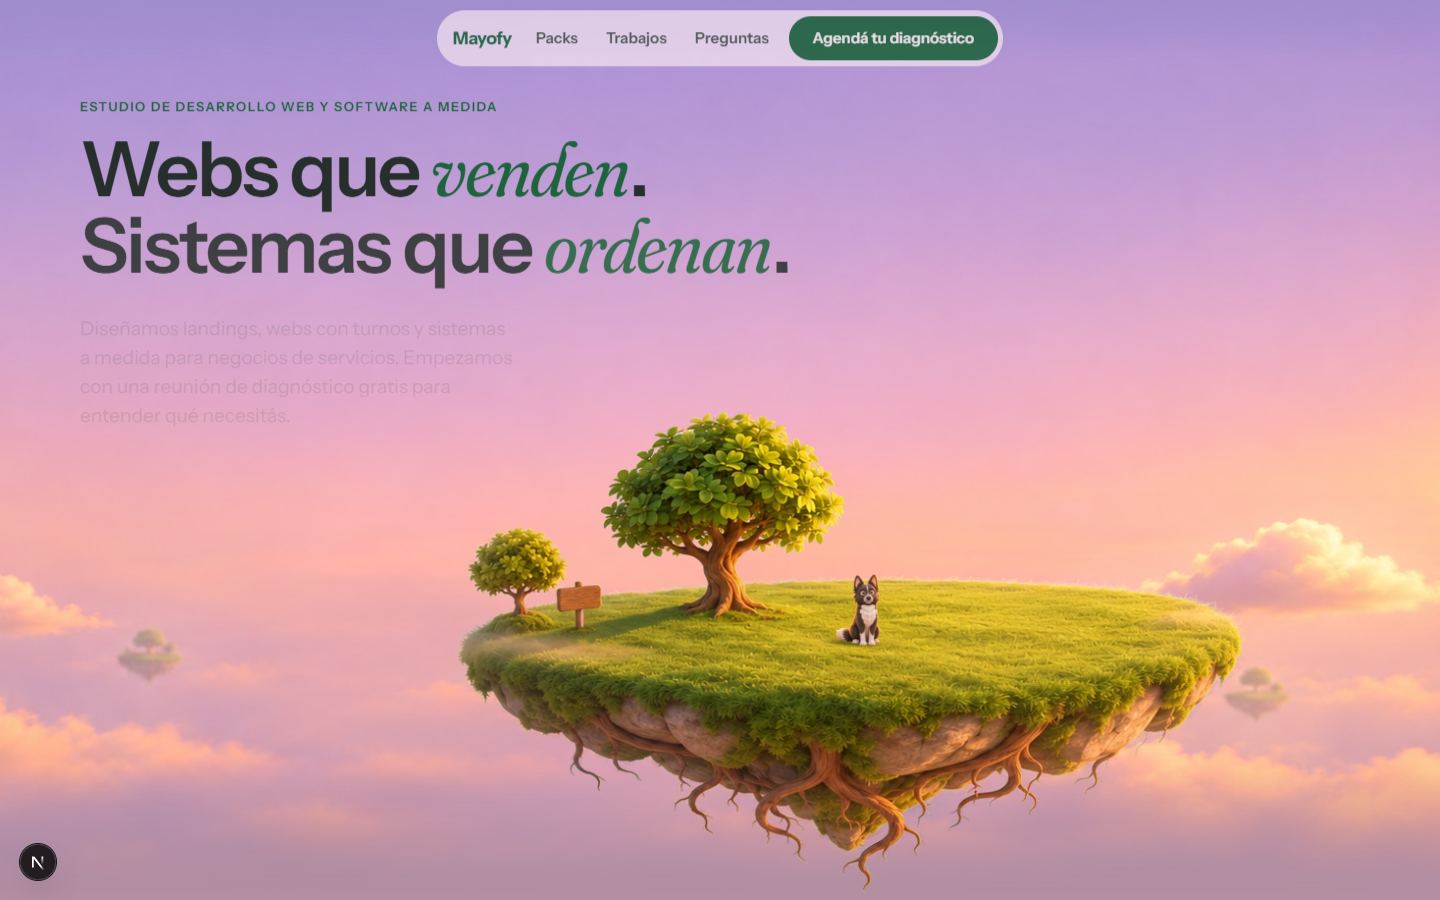 Mayofy Packs Trabajos Preguntas Agendá tu diagnóstico
ESTUDIO DE DESARROLLO WEB Y SOFTWARE A MEDIDA
Webs que venden.
Sistemas que ordenan.
Diseñamos landings, webs con turnos y sistemas
a medida para negocios de servicios. Empezamos
con una reunión de diagnóstico gratis para
entender qué necesitás.
N